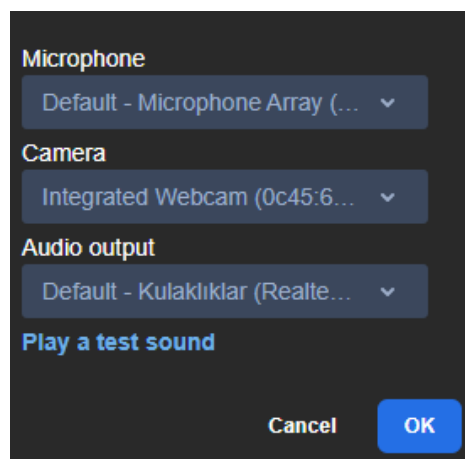 Microphone
Default - Microphone Array (...
Camera
Integrated Webcam (0c45:6...
Audio output
Default - Kulaklıklar (Realte...
Play a test sound
Cancel OK